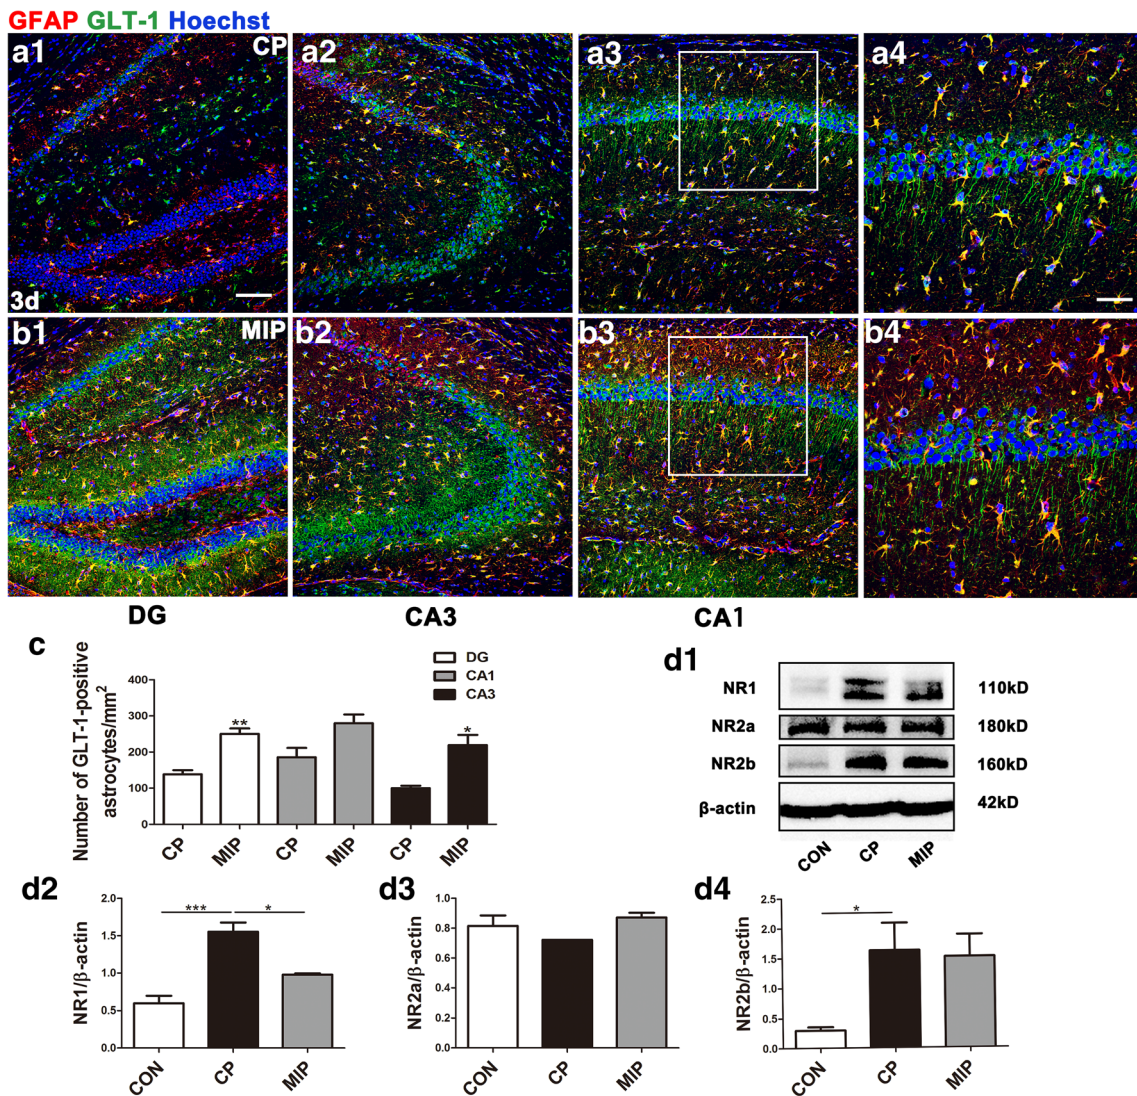 GFAP GLT-1 Hoechst
a1 CP a2 a3 a4
3d
b1 MIP b2 b3 b4
DG CA3 CA1
c
DG
CA1
CA3
Number of GLT-1-positive
astrocytes/mm²
400
300
200
100
0
** *
CP MIP CP MIP CP MIP
d1
NR1 110kD
NR2a 180kD
NR2b 160kD
β-actin 42kD
CON CP MIP
d2
NR1/β-actin
2.0
1.5
1.0
0.5
0.0
*** *
CON CP MIP
d3
NR2a/β-actin
1.0
0.8
0.6
0.4
0.2
0.0
CON CP MIP
d4
NR2b/β-actin
2.5
2.0
1.5
1.0
0.5
0.0
*
CON CP MIP